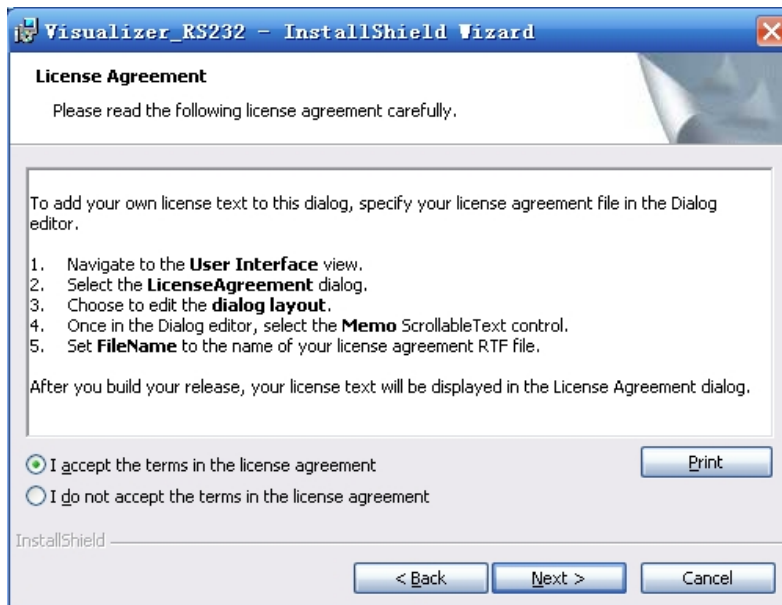 Visualizer_RS232 - InstallShield Wizard
License Agreement
Please read the following license agreement carefully.
To add your own license text to this dialog, specify your license agreement file in the Dialog
editor.
1. Navigate to the User Interface view.
2. Select the LicenseAgreement dialog.
3. Choose to edit the dialog layout.
4. Once in the Dialog editor, select the Memo ScrollableText control.
5. Set FileName to the name of your license agreement RTF file.
After you build your release, your license text will be displayed in the License Agreement dialog.
I accept the terms in the license agreement
Print
I do not accept the terms in the license agreement
InstallShield
< Back Next > Cancel